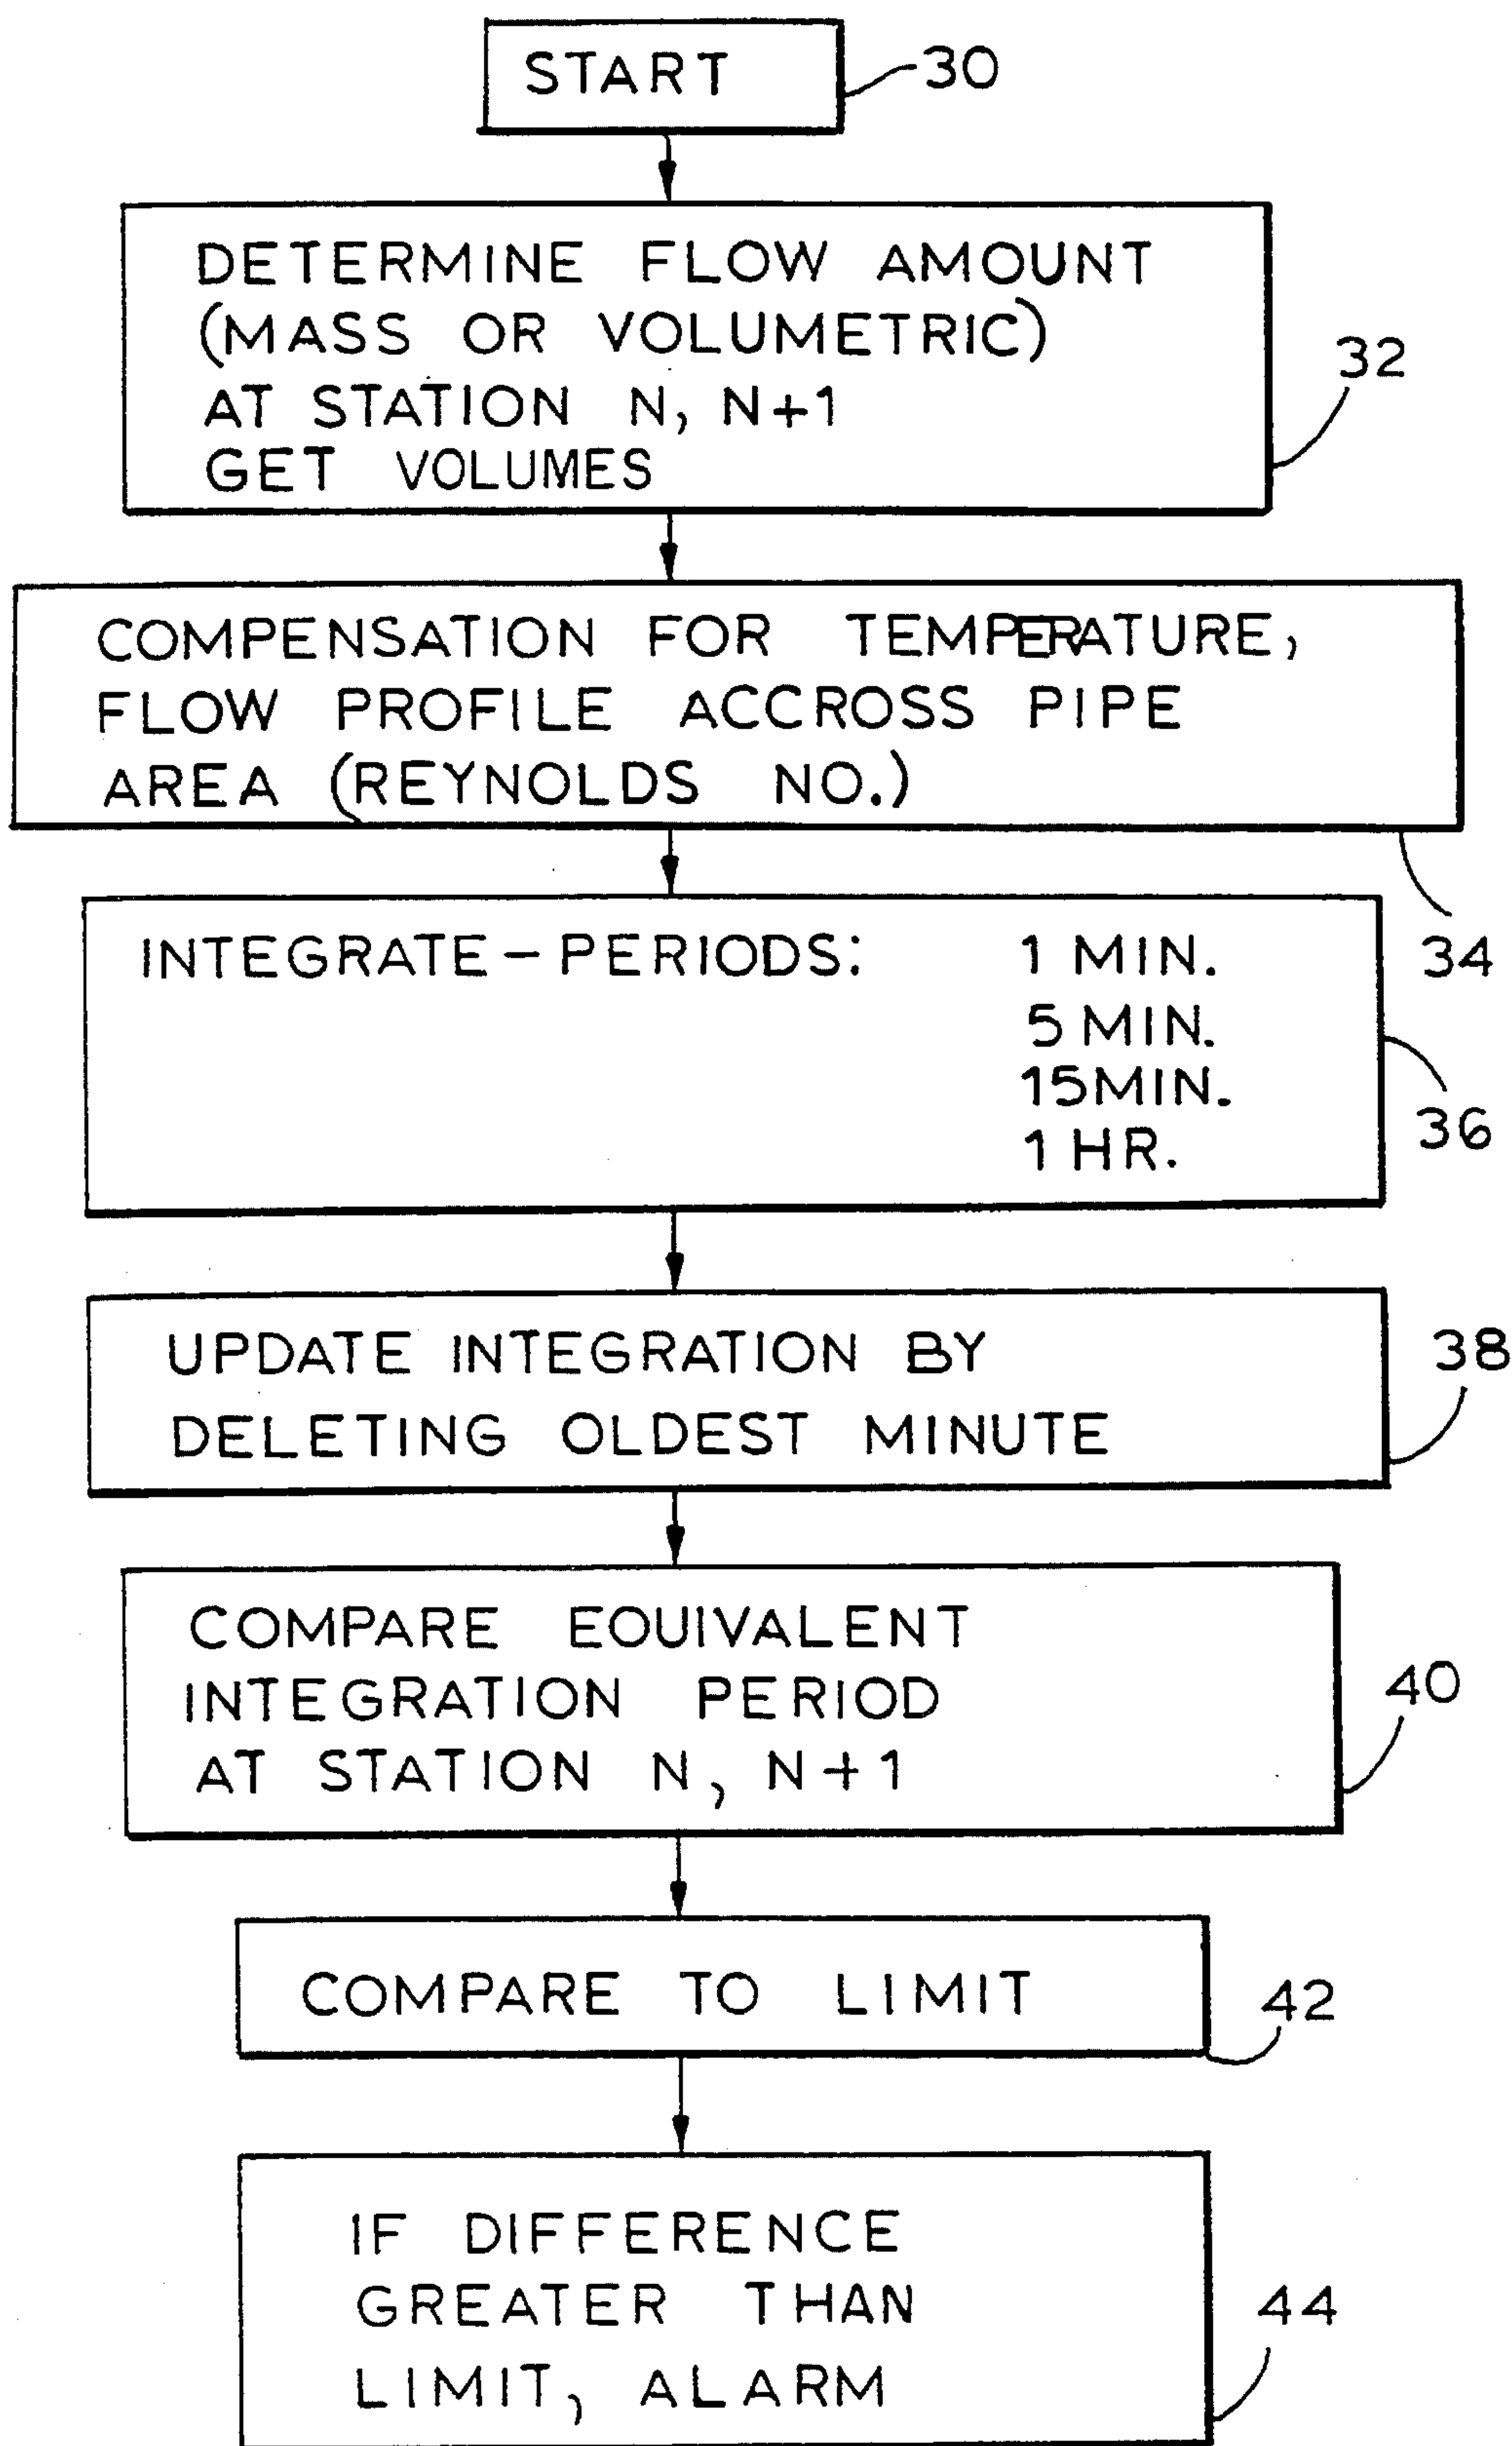 START
30
DETERMINE FLOW AMOUNT
(MASS OR VOLUMETRIC)
AT STATION N, N+1
GET VOLUMES
32
COMPENSATION FOR TEMPERATURE,
FLOW PROFILE ACCROSS PIPE
AREA (REYNOLDS NO.)
34
INTEGRATE-PERIODS: 1 MIN.
5 MIN.
15MIN.
1 HR.
36
UPDATE INTEGRATION BY
DELETING OLDEST MINUTE
38
COMPARE EOUIVALENT
INTEGRATION PERIOD
AT STATION N, N+1
40
COMPARE TO LIMIT
42
IF DIFFERENCE
GREATER THAN
LIMIT, ALARM
44